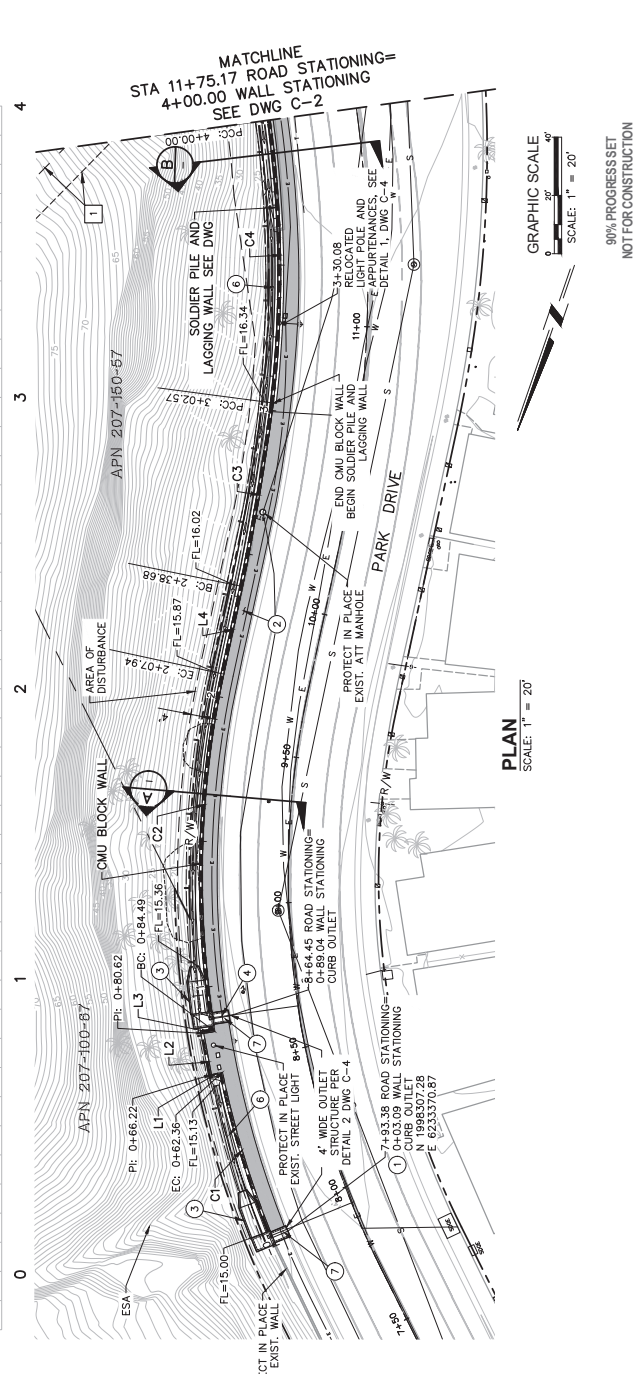 0
1
2
3
4
MATCHLINE
STA 11+75.17 ROAD STATIONING=
4+00.00 WALL STATIONING
SEE DWG C-2
APN 207-100-67
APN 207-150-67
ESA
FL=15.00
3
C1
EC: 0+62.36
FL=15.13
L1
PI: 0+66.22
L2
PI: 0+80.62
L3
3
BC: 0+84.49
FL=15.36
CMU BLOCK WALL
C2
R/W
A
–
AREA OF
DISTURBANCE
EC: 2+07.94
FL=15.87
L4
BC: 2+38.68
FL=16.02
C3
PCC: 3+02.57
FL=16.34
6
SOLDIER PILE AND
LAGGING WALL SEE DWG
C4
B
–
PCC: 4+00.00
1
CT IN PLACE
EXIST. WALL
7
7+93.38 ROAD STATIONING=
1 0+03.09 WALL STATIONING
CURB OUTLET
N 1998307.28
E 6233370.87
4' WIDE OUTLET
STRUCTURE PER
DETAIL 2 DWG C-4
PROTECT IN PLACE
EXIST. STREET LIGHT
6
7
4
8+64.45 ROAD STATIONING=
0+89.04 WALL STATIONING
CURB OUTLET
2
PROTECT IN PLACE
EXIST. ATT MANHOLE
END CMU BLOCK WALL
BEGIN SOLDIER PILE AND
LAGGING WALL
3+30.08
RELOCATED
LIGHT POLE AND
APPURTENANCES, SEE
DETAIL 1, DWG C-4
7+50
8+00
8+50
9+50
10+00
11+00
PARK DRIVE
R/W
PLAN
SCALE: 1" = 20'
GRAPHIC SCALE
0 20' 40'
SCALE: 1" = 20'
90% PROGRESS SET
NOT FOR CONSTRUCTION